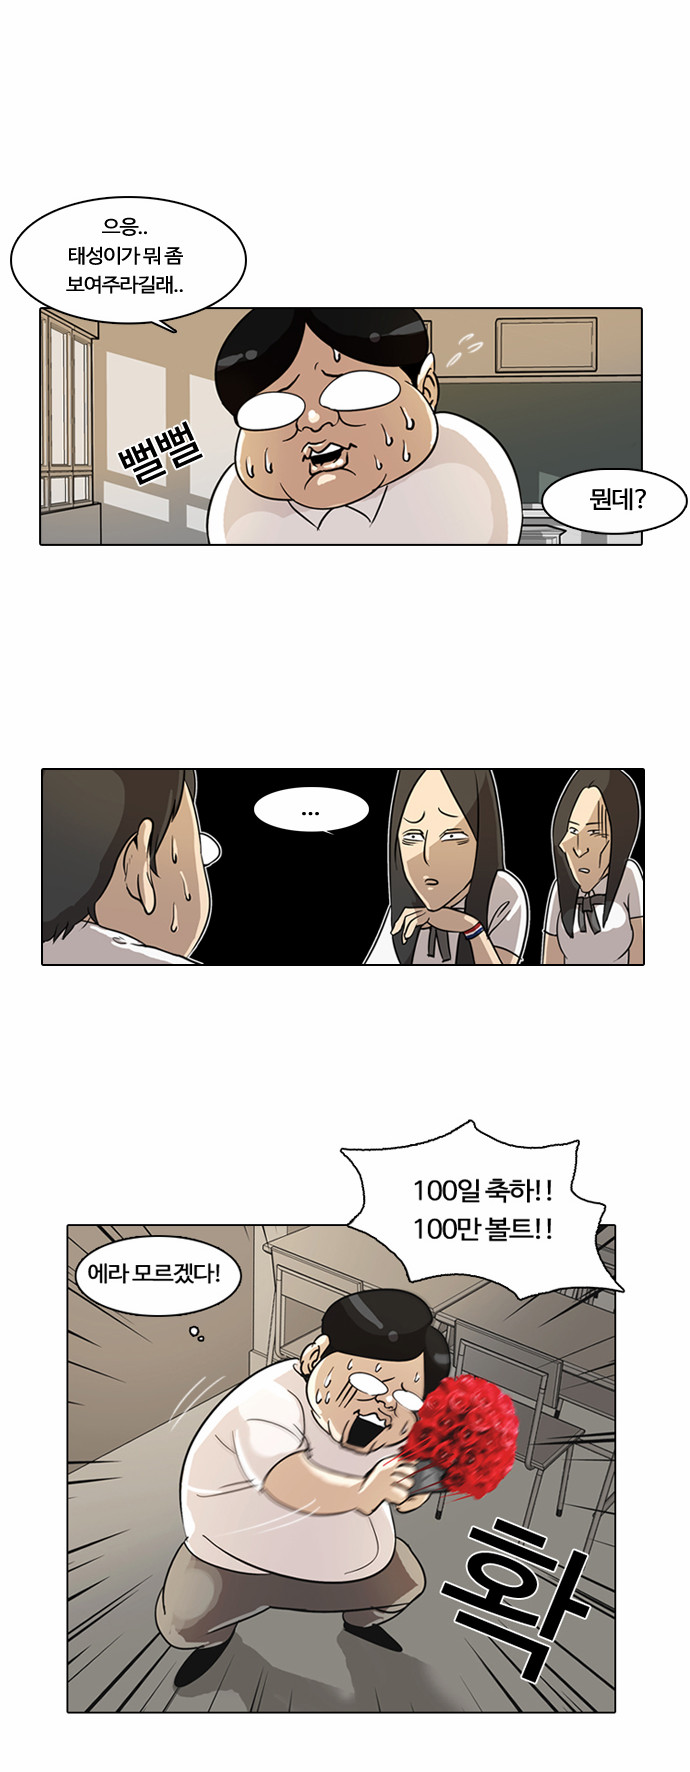 으응..
태성이가 뭐 좀
보여주라길래..
뻘뻘
뭔데?
...
100일 축하!!
100만 볼트!!
에라 모르겠다!
확